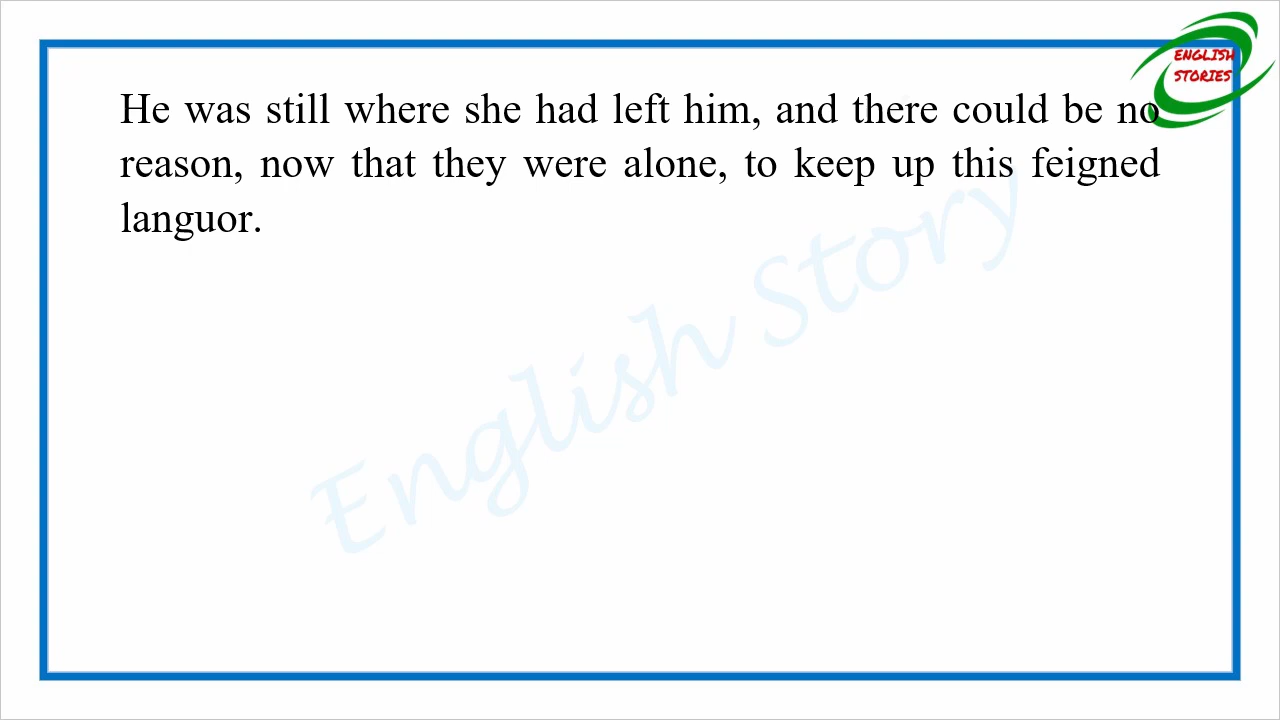 ENGLISH
STORIES
He was still where she had left him, and there could be no
reason, now that they were alone, to keep up this feigned
languor.
English Story